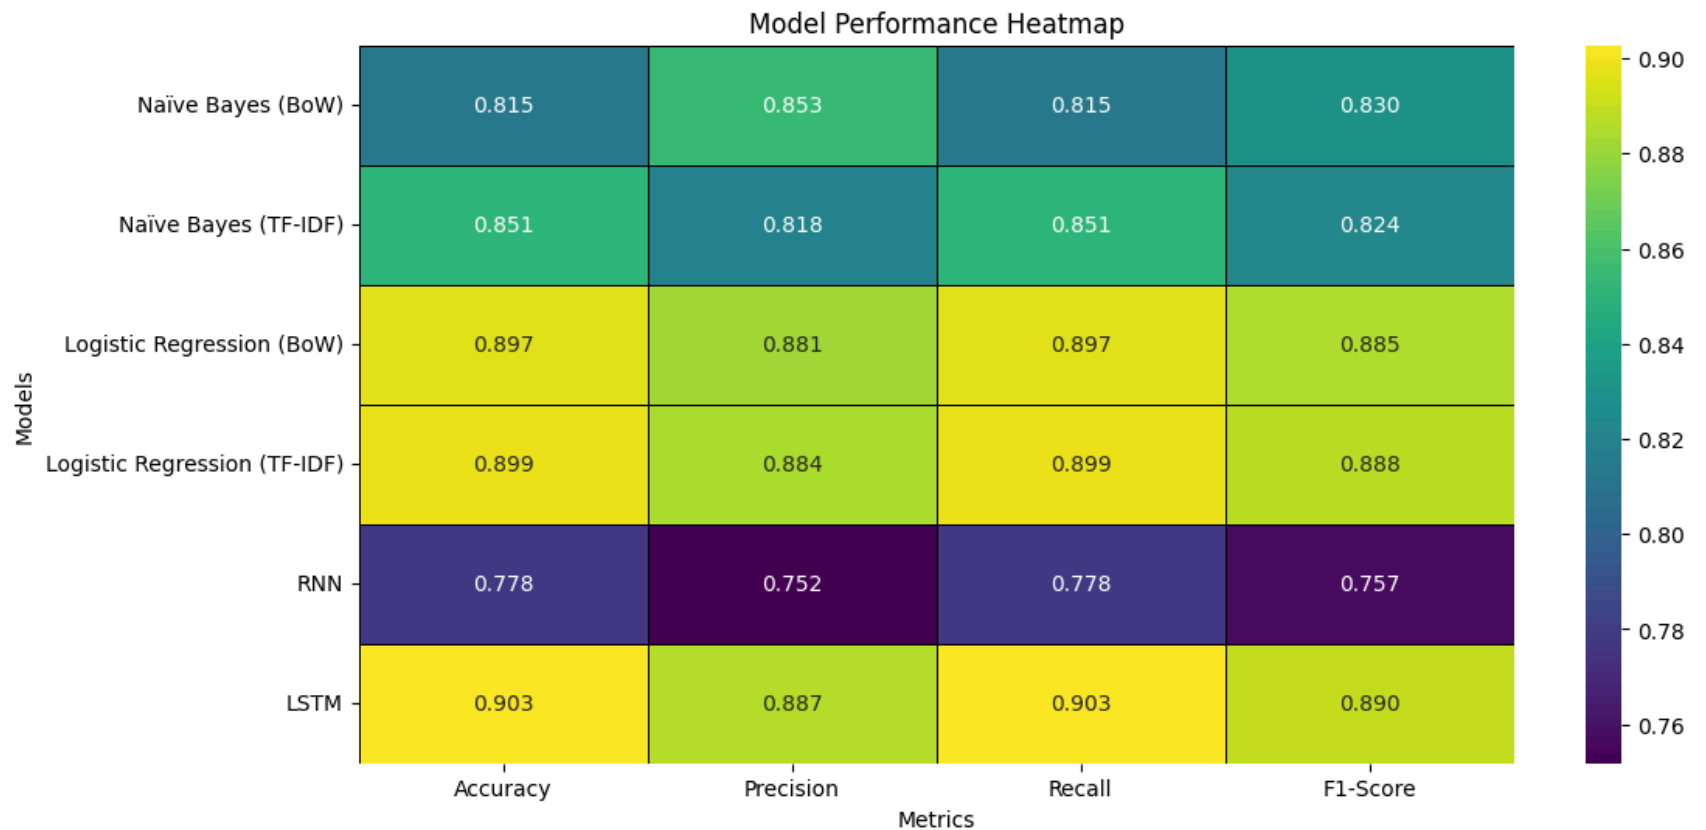 Model Performance Heatmap
Naïve Bayes (BoW) 0.815 0.853 0.815 0.830
Naïve Bayes (TF-IDF) 0.851 0.818 0.851 0.824
Logistic Regression (BoW) 0.897 0.881 0.897 0.885
Logistic Regression (TF-IDF) 0.899 0.884 0.899 0.888
RNN 0.778 0.752 0.778 0.757
LSTM 0.903 0.887 0.903 0.890
Accuracy Precision Recall F1-Score
Metrics
Models
0.90
0.88
0.86
0.84
0.82
0.80
0.78
0.76